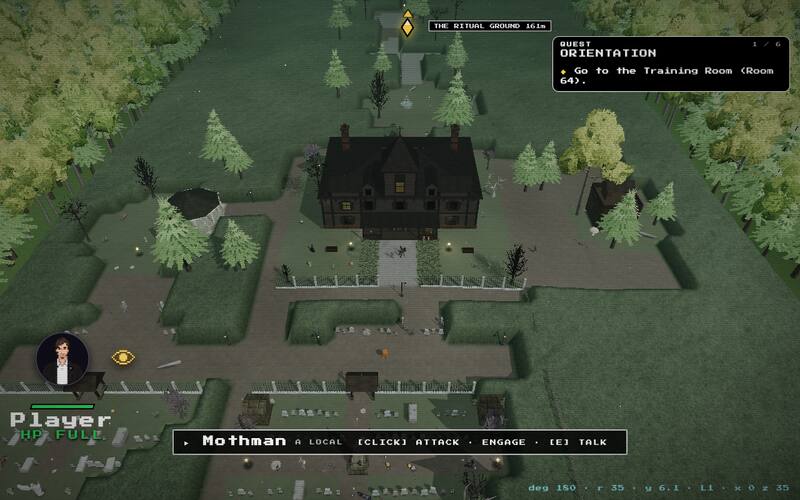 THE RITUAL GROUND 161m
QUEST
1 / 6
ORIENTATION
Go to the Training Room (Room
64).
Player
HP FULL
Mothman A LOCAL [CLICK] ATTACK · ENGAGE · [E] TALK
deg 180 · r 35 · y 6.1 · L1 · x 0 z 35